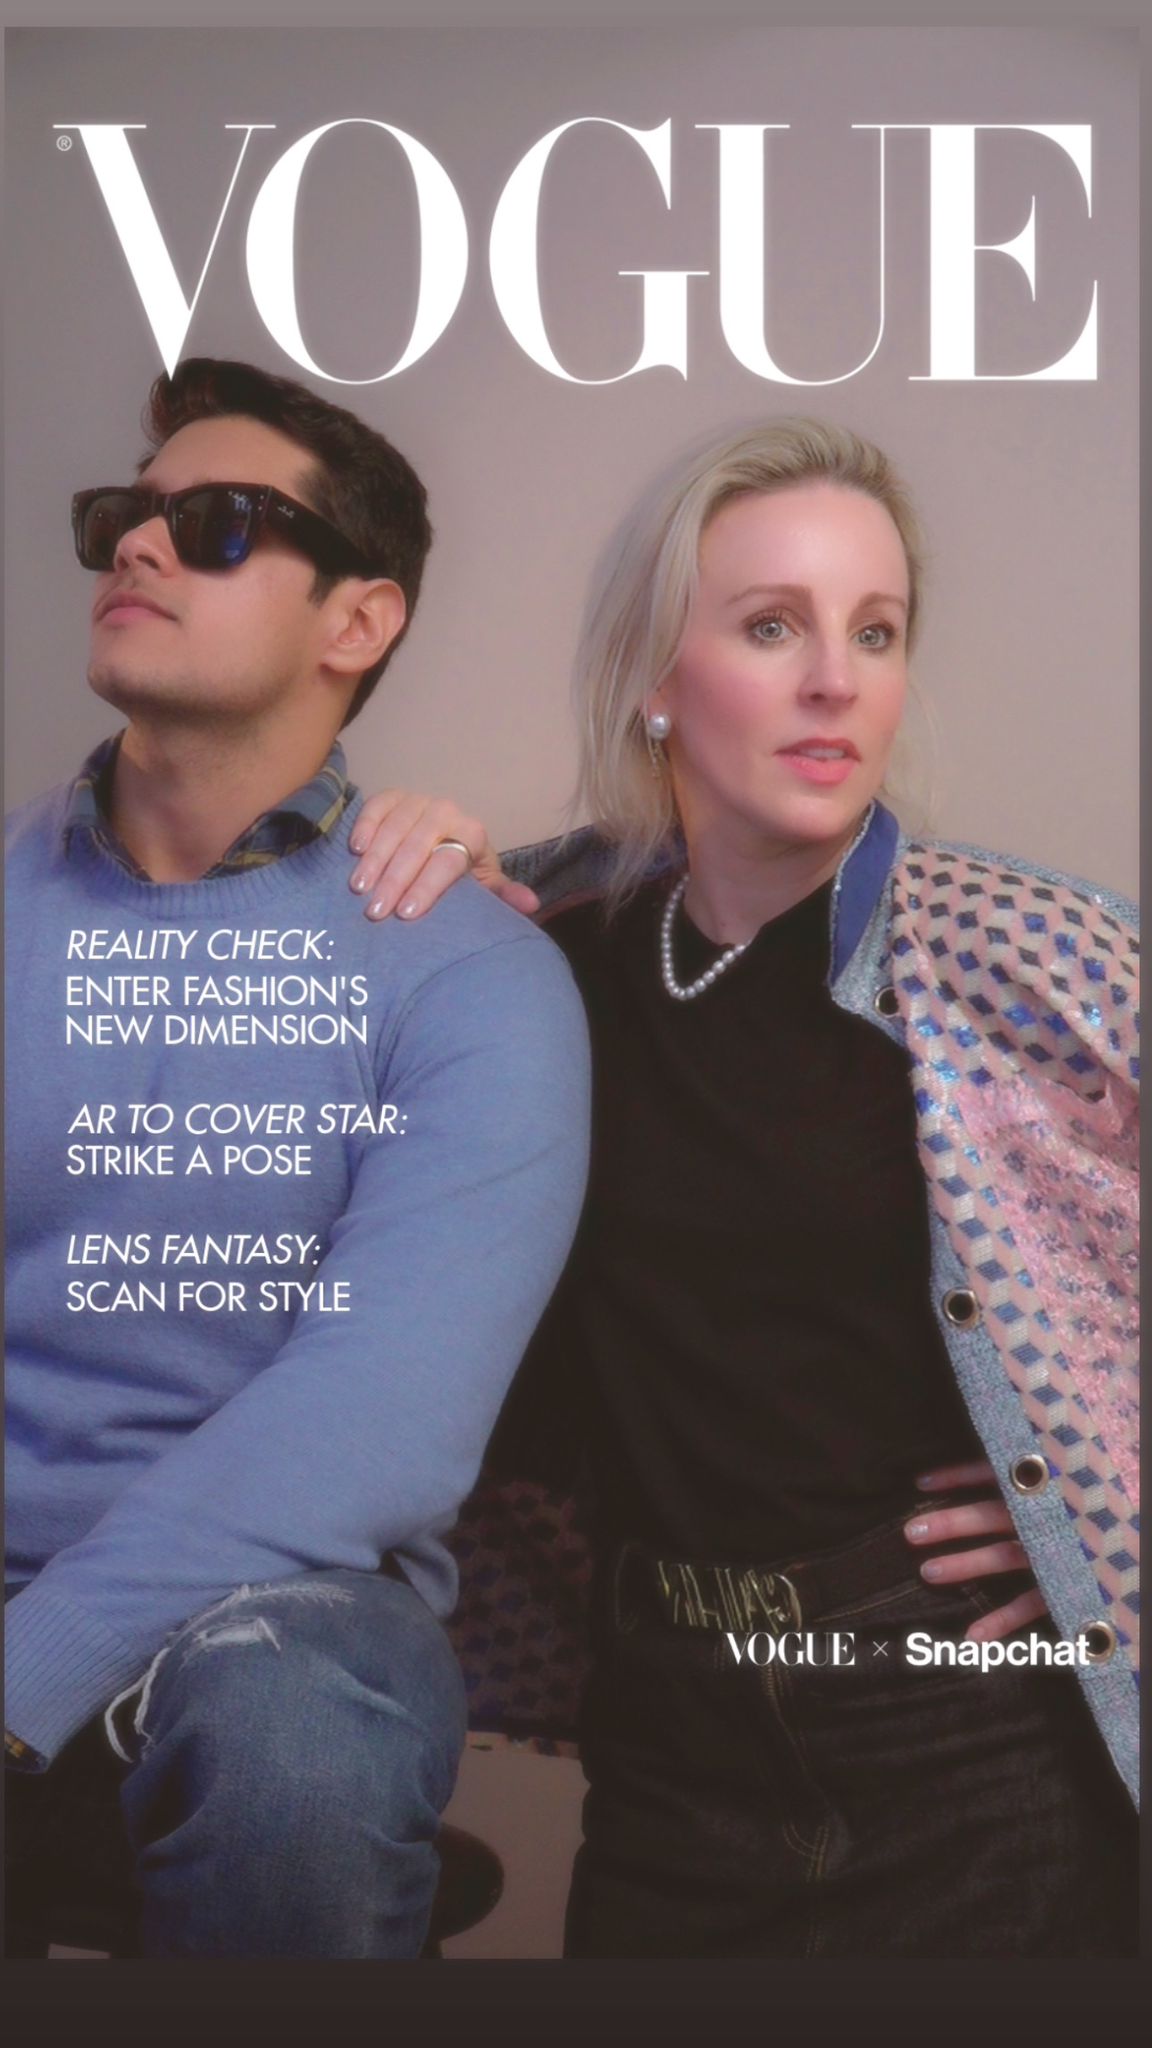 VOGUE
®
REALITY CHECK:
ENTER FASHION'S
NEW DIMENSION
AR TO COVER STAR:
STRIKE A POSE
LENS FANTASY:
SCAN FOR STYLE
VOGUE × Snapchat